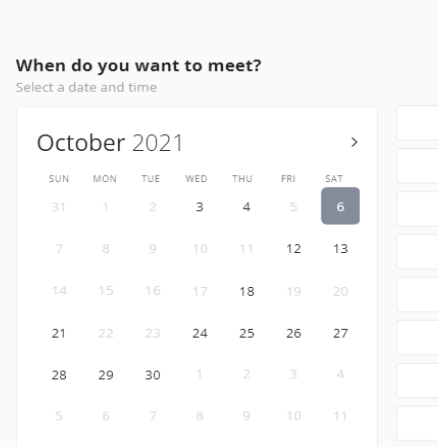 When do you want to meet?
Select a date and time
October 2021 >
SUN MON TUE WED THU FRI SAT
31 1 2 3 4 5 6
7 8 9 10 11 12 13
14 15 16 17 18 19 20
21 22 23 24 25 26 27
28 29 30 1 2 3 4
5 6 7 8 9 10 11